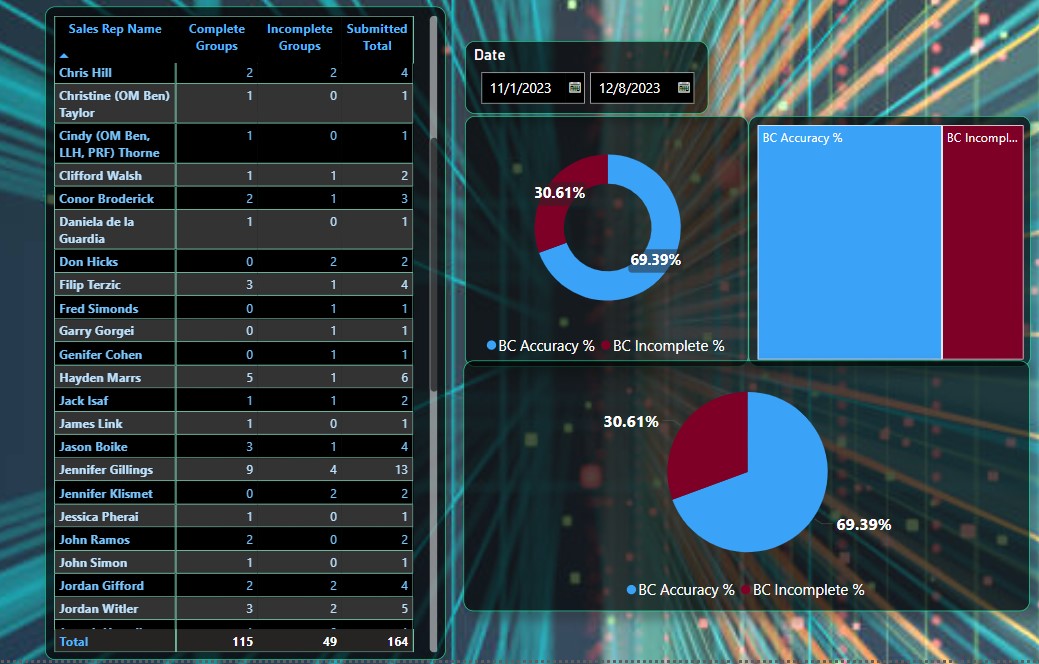 Sales Rep Name Complete Groups Incomplete Groups Submitted Total
Chris Hill 2 2 4
Christine (OM Ben) Taylor 1 0 1
Cindy (OM Ben, LLH, PRF) Thorne 1 0 1
Clifford Walsh 1 1 2
Conor Broderick 2 1 3
Daniela de la Guardia 1 0 1
Don Hicks 0 2 2
Filip Terzic 3 1 4
Fred Simonds 0 1 1
Garry Gorgei 0 1 1
Genifer Cohen 0 1 1
Hayden Marrs 5 1 6
Jack Isaf 1 1 2
James Link 1 0 1
Jason Boike 3 1 4
Jennifer Gillings 9 4 13
Jennifer Klismet 0 2 2
Jessica Pherai 1 0 1
John Ramos 2 0 2
John Simon 1 0 1
Jordan Gifford 2 2 4
Jordan Witler 3 2 5
Total 115 49 164
Date
11/1/2023 12/8/2023
30.61%
69.39%
BC Accuracy % BC Incomplete %
BC Accuracy % BC Incompl...
30.61%
69.39%
BC Accuracy % BC Incomplete %